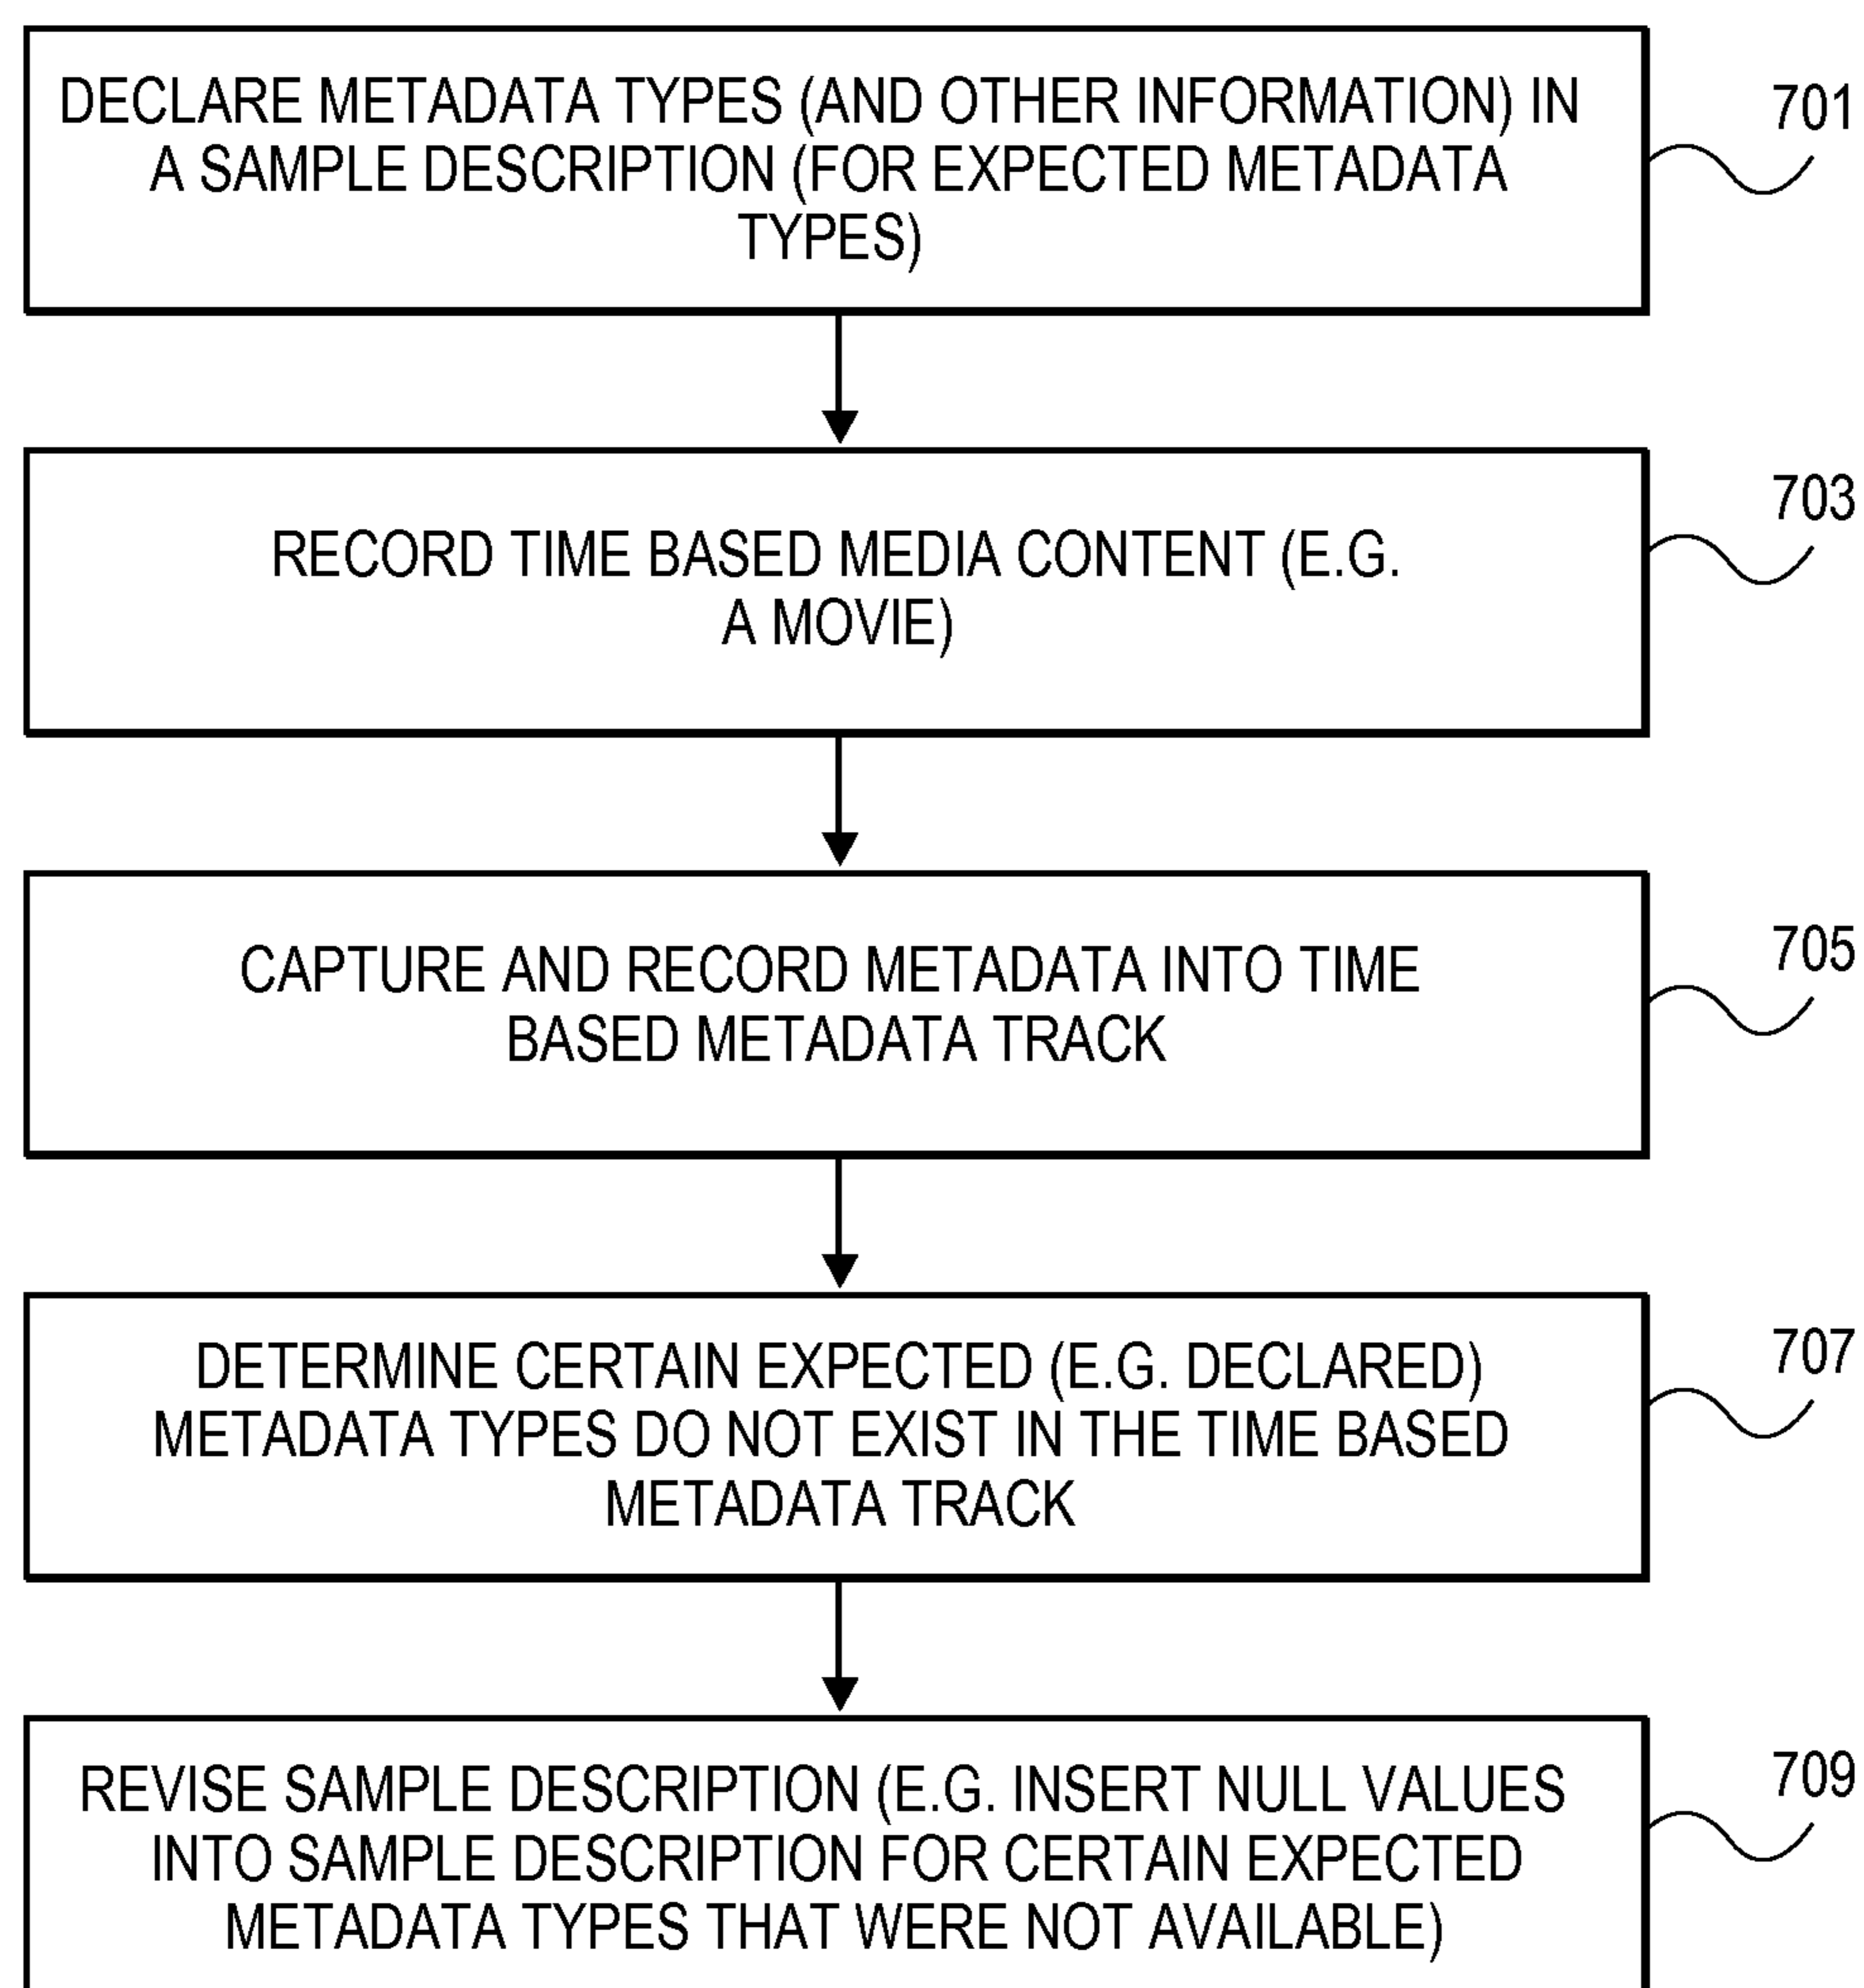 DECLARE METADATA TYPES (AND OTHER INFORMATION) IN
A SAMPLE DESCRIPTION (FOR EXPECTED METADATA
TYPES)
701
RECORD TIME BASED MEDIA CONTENT (E.G.
A MOVIE)
703
CAPTURE AND RECORD METADATA INTO TIME
BASED METADATA TRACK
705
DETERMINE CERTAIN EXPECTED (E.G. DECLARED)
METADATA TYPES DO NOT EXIST IN THE TIME BASED
METADATA TRACK
707
REVISE SAMPLE DESCRIPTION (E.G. INSERT NULL VALUES
INTO SAMPLE DESCRIPTION FOR CERTAIN EXPECTED
METADATA TYPES THAT WERE NOT AVAILABLE)
709